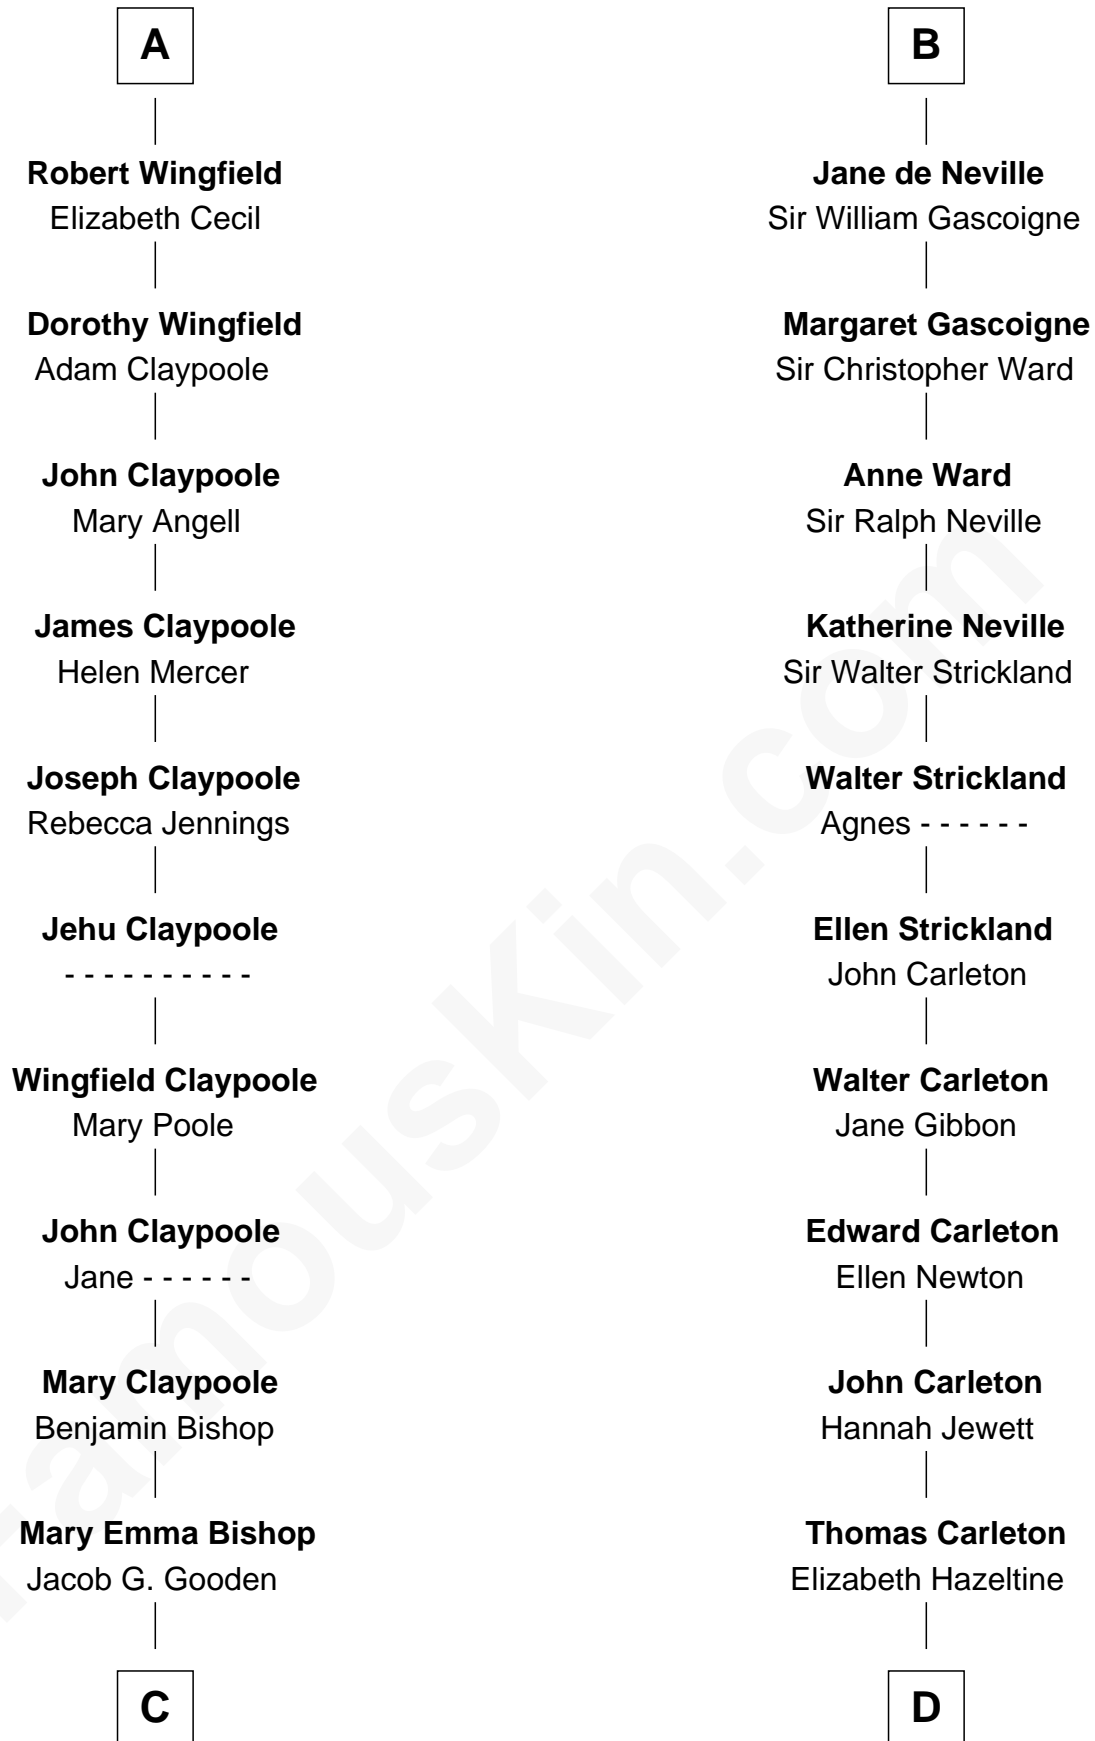 A
Robert Wingfield
Elizabeth Cecil
Dorothy Wingfield
Adam Claypoole
John Claypoole
Mary Angell
James Claypoole
Helen Mercer
Joseph Claypoole
Rebecca Jennings
Jehu Claypoole
- - - - - - - - - -
Wingfield Claypoole
Mary Poole
John Claypoole
Jane - - - - - -
Mary Claypoole
Benjamin Bishop
Mary Emma Bishop
Jacob G. Gooden
C
B
Jane de Neville
Sir William Gascoigne
Margaret Gascoigne
Sir Christopher Ward
Anne Ward
Sir Ralph Neville
Katherine Neville
Sir Walter Strickland
Walter Strickland
Agnes - - - - - -
Ellen Strickland
John Carleton
Walter Carleton
Jane Gibbon
Edward Carleton
Ellen Newton
John Carleton
Hannah Jewett
Thomas Carleton
Elizabeth Hazeltine
D
FamousKin.com